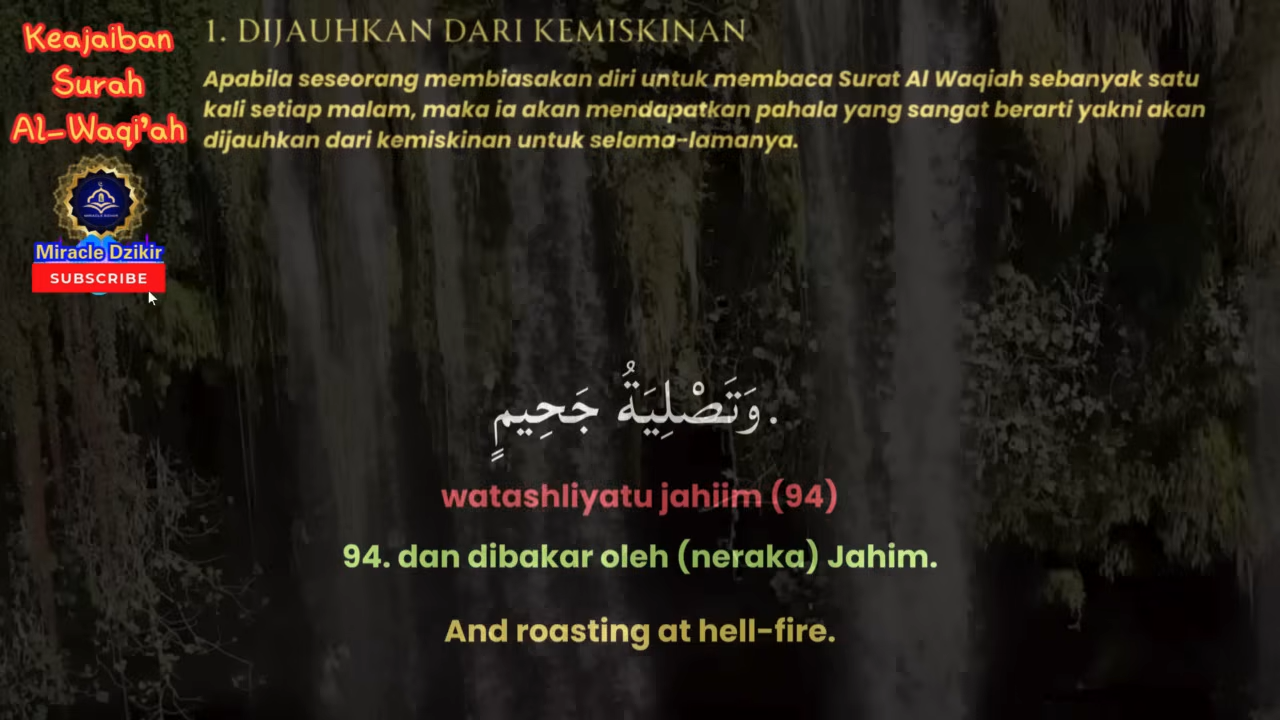 Keajaiban
Surah
Al-Waqi'ah
Miracle Dzikir
SUBSCRIBE
1. DIJAUHKAN DARI KEMISKINAN
Apabila seseorang membiasakan diri untuk membaca Surat Al Waqiah sebanyak satu
kali setiap malam, maka ia akan mendapatkan pahala yang sangat berarti yakni akan
dijauhkan dari kemiskinan untuk selama-lamanya.
وَتَصْلِيَةُ جَحِيمٍ.
watashliyatu jahiim (94)
94. dan dibakar oleh (neraka) Jahim.
And roasting at hell-fire.